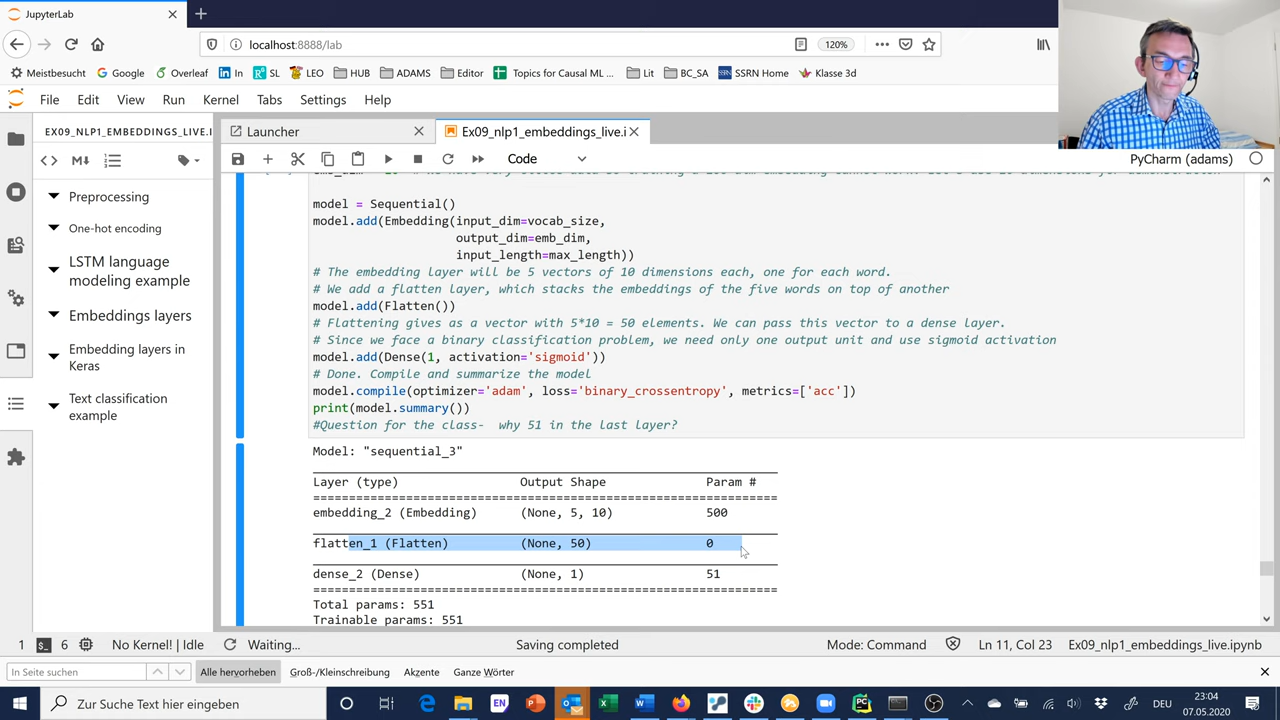 JupyterLab
localhost:8888/lab
120%
Meistbesucht
Google
Overleaf
In
SL
LEO
HUB
ADAMS
Editor
Topics for Causal ML ...
Lit
BC_SA
SSRN Home
Klasse 3d
File Edit View Run Kernel Tabs Settings Help
EX09_NLP1_EMBEDDINGS_LIVE.I
Launcher
Ex09_nlp1_embeddings_live.i
Code
PyCharm (adams)
Preprocessing
One-hot encoding
LSTM language
modeling example
Embeddings layers
Embedding layers in
Keras
Text classification
example
model = Sequential()
model.add(Embedding(input_dim=vocab_size,
output_dim=emb_dim,
input_length=max_length))
# The embedding layer will be 5 vectors of 10 dimensions each, one for each word.
# We add a flatten layer, which stacks the embeddings of the five words on top of another
model.add(Flatten())
# Flattening gives as a vector with 5*10 = 50 elements. We can pass this vector to a dense layer.
# Since we face a binary classification problem, we need only one output unit and use sigmoid activation
model.add(Dense(1, activation='sigmoid'))
# Done. Compile and summarize the model
model.compile(optimizer='adam', loss='binary_crossentropy', metrics=['acc'])
print(model.summary())
#Question for the class- why 51 in the last layer?
Model: "sequential_3"
Layer (type) Output Shape Param #
=================================================================
embedding_2 (Embedding) (None, 5, 10) 500
flatten_1 (Flatten) (None, 50) 0
dense_2 (Dense) (None, 1) 51
=================================================================
Total params: 551
Trainable params: 551
1 6 No Kernel! | Idle Waiting... Saving completed Mode: Command Ln 11, Col 23 Ex09_nlp1_embeddings_live.ipynb
In Seite suchen Alle hervorheben Groß-/Kleinschreibung Akzente Ganze Wörter
Zur Suche Text hier eingeben
EN
DEU
23:04
07.05.2020